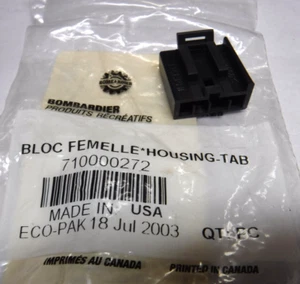 BOMBARDIER
PRODUITS RÉCRÉATIFS
BLOC FEMELLE*HOUSING-TAB
710000272
MADE IN USA
ECO-PAK 18 Jul 2003
IMPRIMÉS AU CANADA
PRINTED IN CANADA